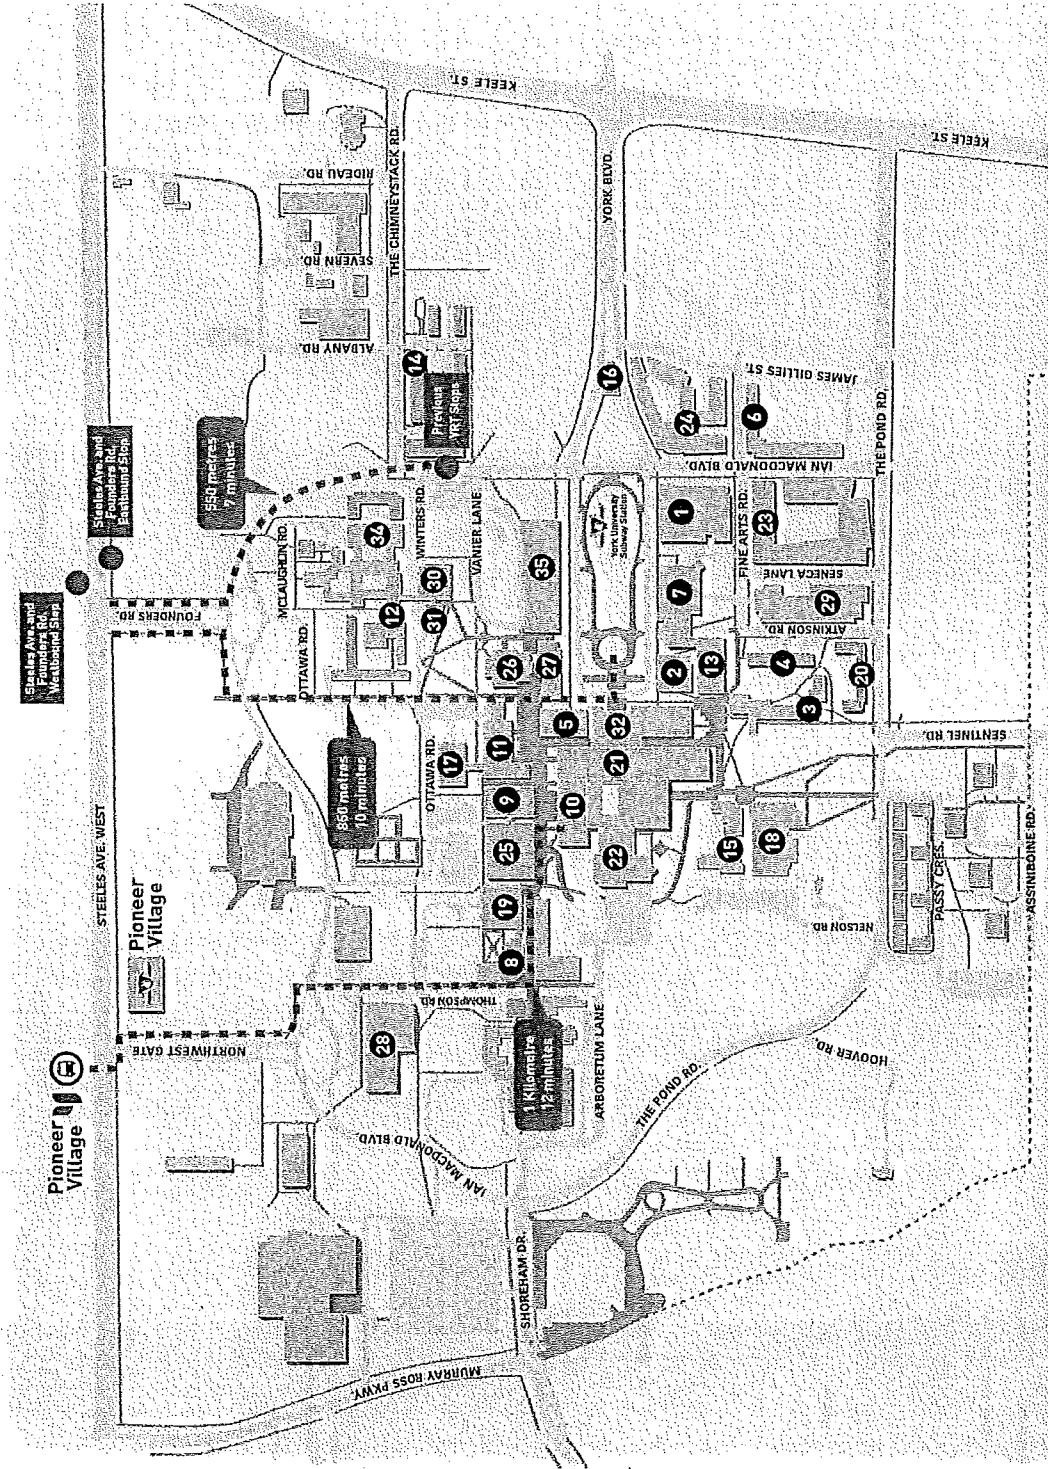 Pioneer
Village
STEELES AVE. WEST
Pioneer
Village
NORTHWEST GATE
Steeles Ave. and
Founders Rd.
Westbound Stop
Steeles Ave. and
Founders Rd.
Eastbound Stop
FOUNDERS RD.
550 metres
7 minutes
850 metres
10 minutes
1 Kilometre
12 minutes
Previous
ART Stops
MCLAUGHLIN RD.
OTTAWA RD.
OTTAWA RD.
WINTERS RD.
VANIER LANE
THE CHIMNEYSTACK RD.
RIDEAU RD.
SEVERN RD.
ALBANY RD.
KEELE ST.
KEELE ST.
YORK BLVD.
York University
Subway Station
IAN MACDONALD BLVD.
JAMES GILLIES ST.
FINE ARTS RD.
SENECA LANE
ATKINSON RD.
THE POND RD.
SENTINEL RD.
ASSINIBOINE RD.
PASSY CRES.
NELSON RD.
HOOVER RD.
THE POND RD.
ARBORETUM LANE
THOMPSON RD.
IAN MACDONALD BLVD
SHOREHAM DR.
MURRAY ROSS PKWY.
28
8
19
25
9
11
17
26
27
35
5
32
21
10
22
15
18
12
31
30
34
14
16
24
6
1
7
2
13
23
29
4
3
20